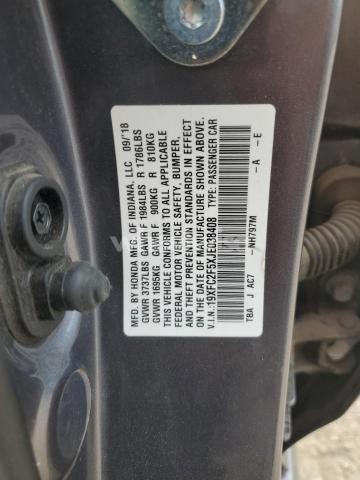 MFD. BY HONDA MFG. OF INDIANA, LLC 09/'18
GVWR 3737LBS GAWR F 1984LBS R 1786LBS
GVWR 1695KG GAWR F 900KG R 810KG
THIS VEHICLE CONFORMS TO ALL APPLICABLE
FEDERAL MOTOR VEHICLE SAFETY, BUMPER,
AND THEFT PREVENTION STANDARDS IN EFFECT
ON THE DATE OF MANUFACTURE SHOWN ABOVE.
V.I.N.:19XFC2F5XJE038408 TYPE: PASSENGER CAR
TBA J AC7 -NH797M -A -E